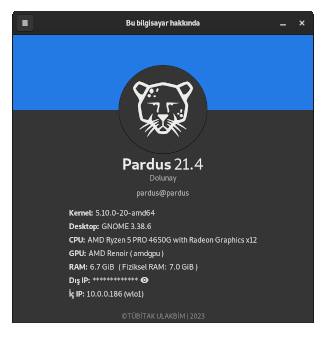 Bu bilgisayar hakkında
Pardus 21.4
Dolunay
pardus@pardus
Kernel: 5.10.0-20-amd64
Desktop: GNOME 3.38.6
CPU: AMD Ryzen 5 PRO 4650G with Radeon Graphics x12
GPU: AMD Renoir ( amdgpu )
RAM: 6.7 GiB ( Fiziksel RAM: 7.0 GiB )
Dış IP: *************
İç IP: 10.0.0.186 (wlo1)
©TÜBİTAK ULAKBİM | 2023